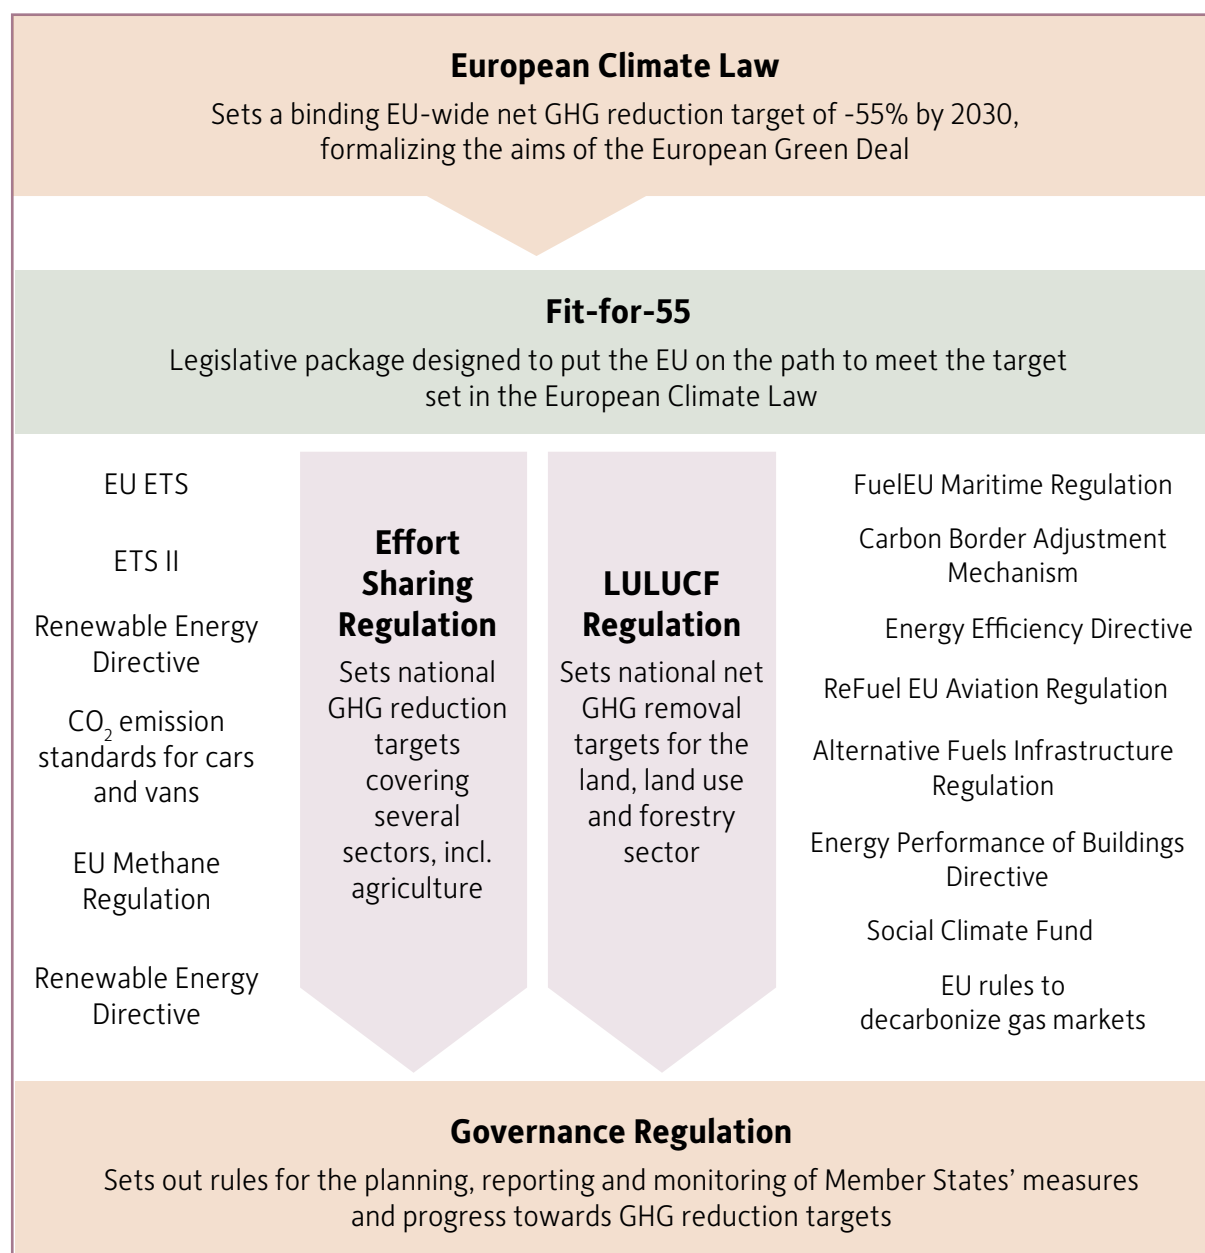 European Climate Law
Sets a binding EU-wide net GHG reduction target of -55% by 2030,
formalizing the aims of the European Green Deal
Fit-for-55
Legislative package designed to put the EU on the path to meet the target
set in the European Climate Law
EU ETS
ETS II
Renewable Energy
Directive
CO₂ emission
standards for cars
and vans
EU Methane
Regulation
Renewable Energy
Directive
Effort
Sharing
Regulation
Sets national
GHG reduction
targets
covering
several
sectors, incl.
agriculture
LULUCF
Regulation
Sets national net
GHG removal
targets for the
land, land use
and forestry
sector
FuelEU Maritime Regulation
Carbon Border Adjustment
Mechanism
Energy Efficiency Directive
ReFuel EU Aviation Regulation
Alternative Fuels Infrastructure
Regulation
Energy Performance of Buildings
Directive
Social Climate Fund
EU rules to
decarbonize gas markets
Governance Regulation
Sets out rules for the planning, reporting and monitoring of Member States’ measures
and progress towards GHG reduction targets